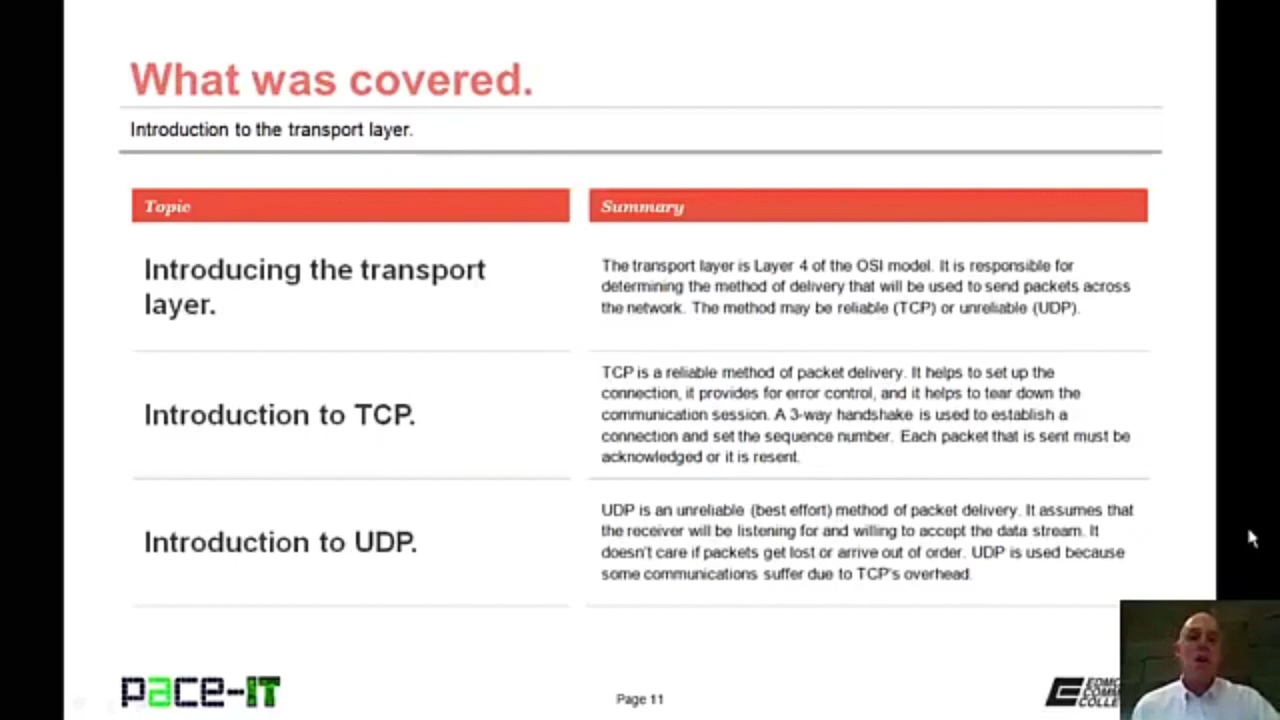 What was covered.
Introduction to the transport layer.
Topic
Summary
Introducing the transport
layer.
The transport layer is Layer 4 of the OSI model. It is responsible for
determining the method of delivery that will be used to send packets across
the network. The method may be reliable (TCP) or unreliable (UDP).
Introduction to TCP.
TCP is a reliable method of packet delivery. It helps to set up the
connection, it provides for error control, and it helps to tear down the
communication session. A 3-way handshake is used to establish a
connection and set the sequence number. Each packet that is sent must be
acknowledged or it is resent.
Introduction to UDP.
UDP is an unreliable (best effort) method of packet delivery. It assumes that
the receiver will be listening for and willing to accept the data stream. It
doesn't care if packets get lost or arrive out of order. UDP is used because
some communications suffer due to TCP's overhead.
pace-IT
Page 11